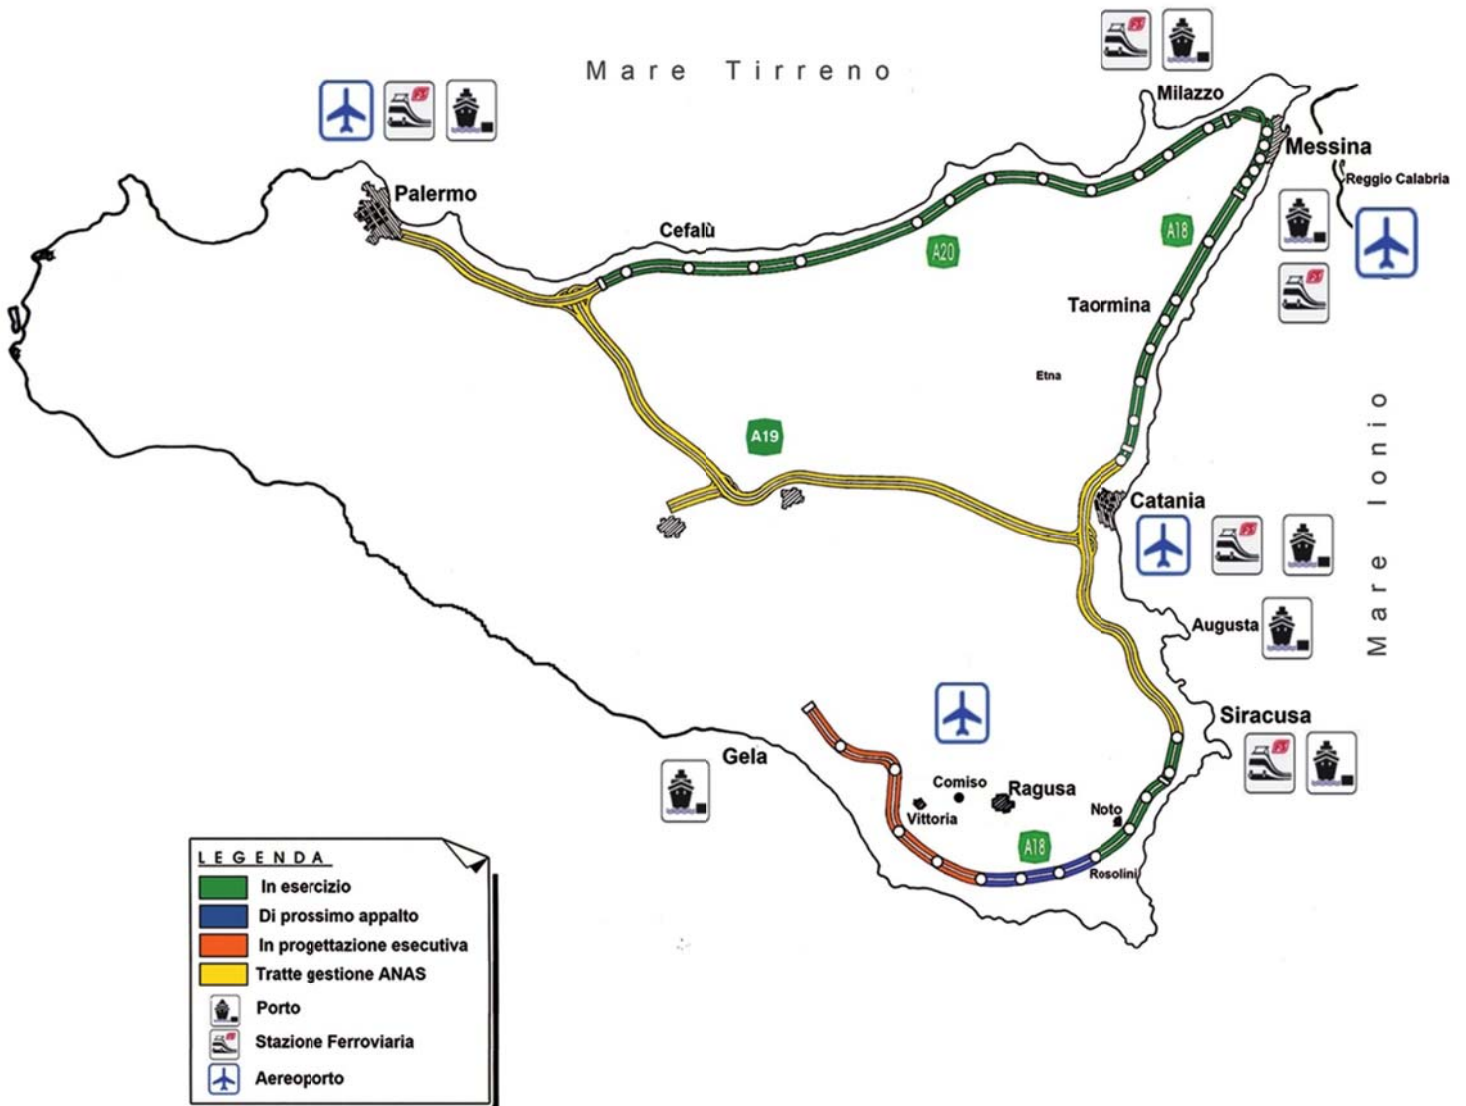 Mare Tirreno
Milazzo
Messina
Reggio Calabria
Palermo
Cefalù
A20
A18
Taormina
Etna
Mare Ionio
A19
Catania
Augusta
Siracusa
Gela
Comiso
Ragusa
Vittoria
Noto
A18
Rosolini
LEGENDA
In esercizio
Di prossimo appalto
In progettazione esecutiva
Tratte gestione ANAS
Porto
Stazione Ferroviaria
Aereoporto